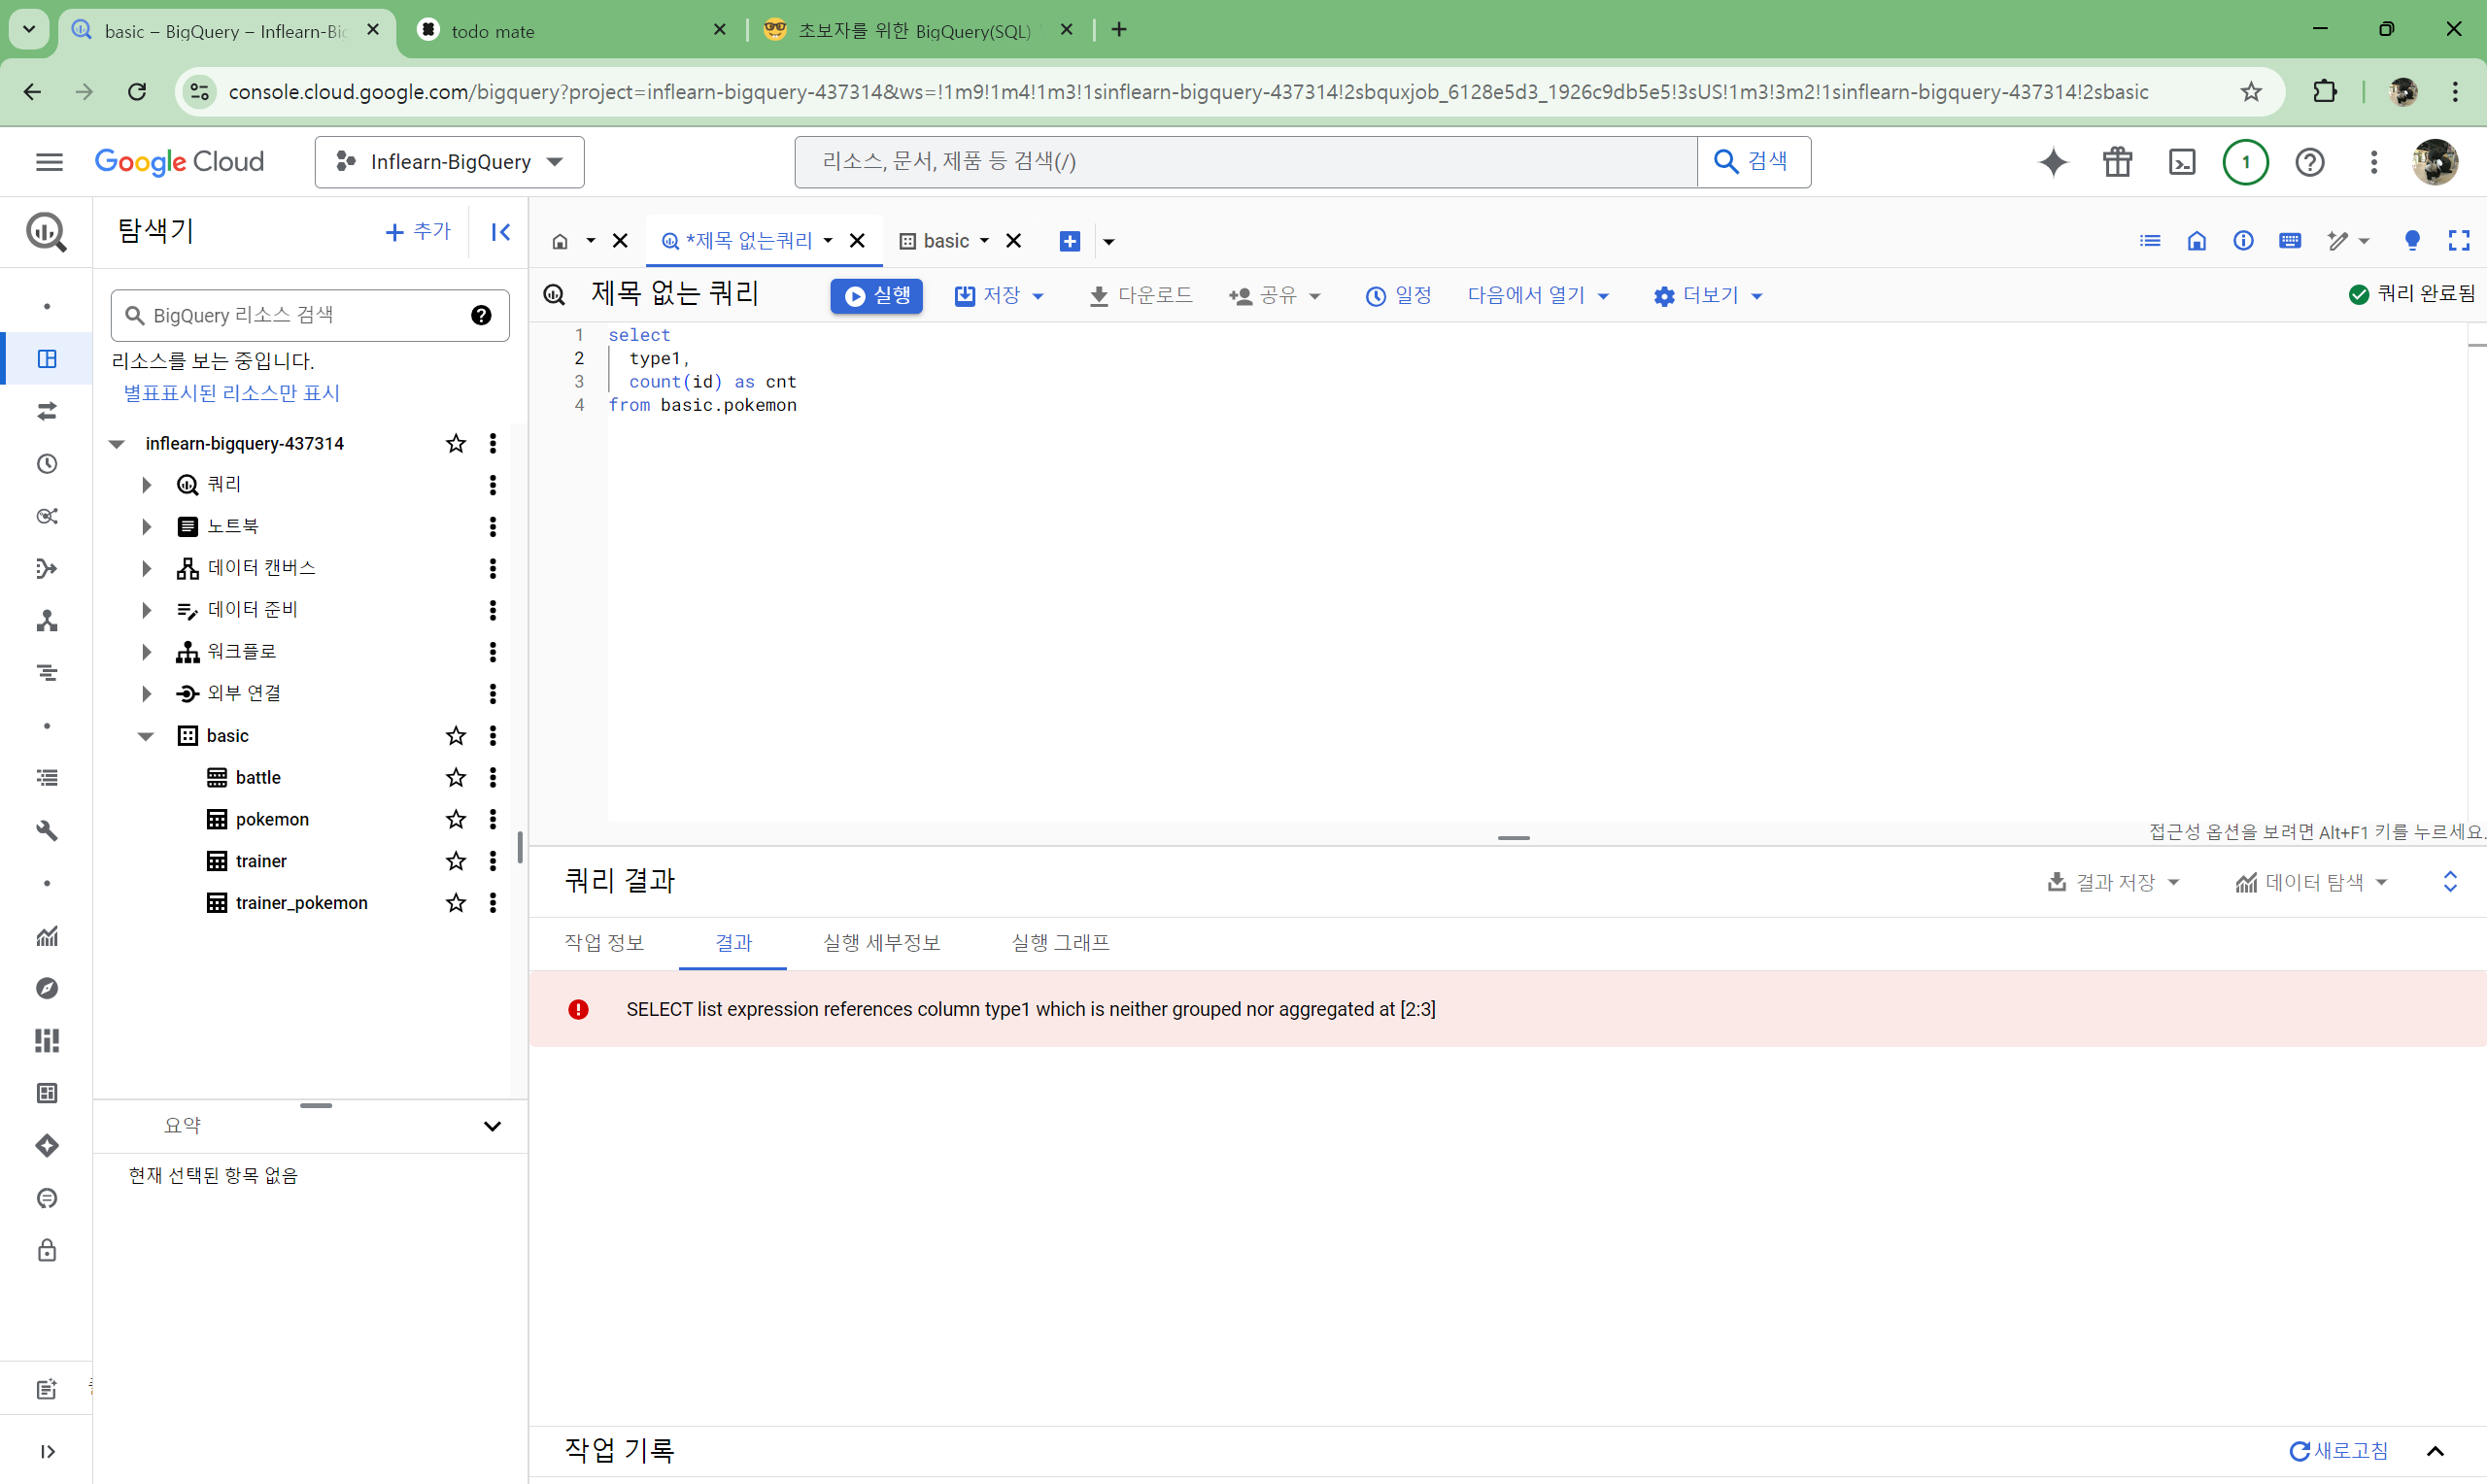 basic – BigQuery – Inflearn-Bi
todo mate
초보자를 위한 BigQuery(SQL)
console.cloud.google.com/bigquery?project=inflearn-bigquery-437314&ws=!1m9!1m4!1m3!1sinflearn-bigquery-437314!2sbquxjob_6128e5d3_1926c9db5e5!3sUS!1m3!3m2!1sinflearn-bigquery-437314!2sbasic
Google Cloud
Inflearn-BigQuery
리소스, 문서, 제품 등 검색(/)
검색
1
탐색기
추가
BigQuery 리소스 검색
리소스를 보는 중입니다.
별표표시된 리소스만 표시
inflearn-bigquery-437314
쿼리
노트북
데이터 캔버스
데이터 준비
워크플로
외부 연결
basic
battle
pokemon
trainer
trainer_pokemon
요약
현재 선택된 항목 없음
*제목 없는쿼리
basic
제목 없는 쿼리
실행
저장
다운로드
공유
일정
다음에서 열기
더보기
쿼리 완료됨
1 select
2 type1,
3 count(id) as cnt
4 from basic.pokemon
접근성 옵션을 보려면 Alt+F1 키를 누르세요.
쿼리 결과
결과 저장
데이터 탐색
작업 정보
결과
실행 세부정보
실행 그래프
SELECT list expression references column type1 which is neither grouped nor aggregated at [2:3]
작업 기록
새로고침